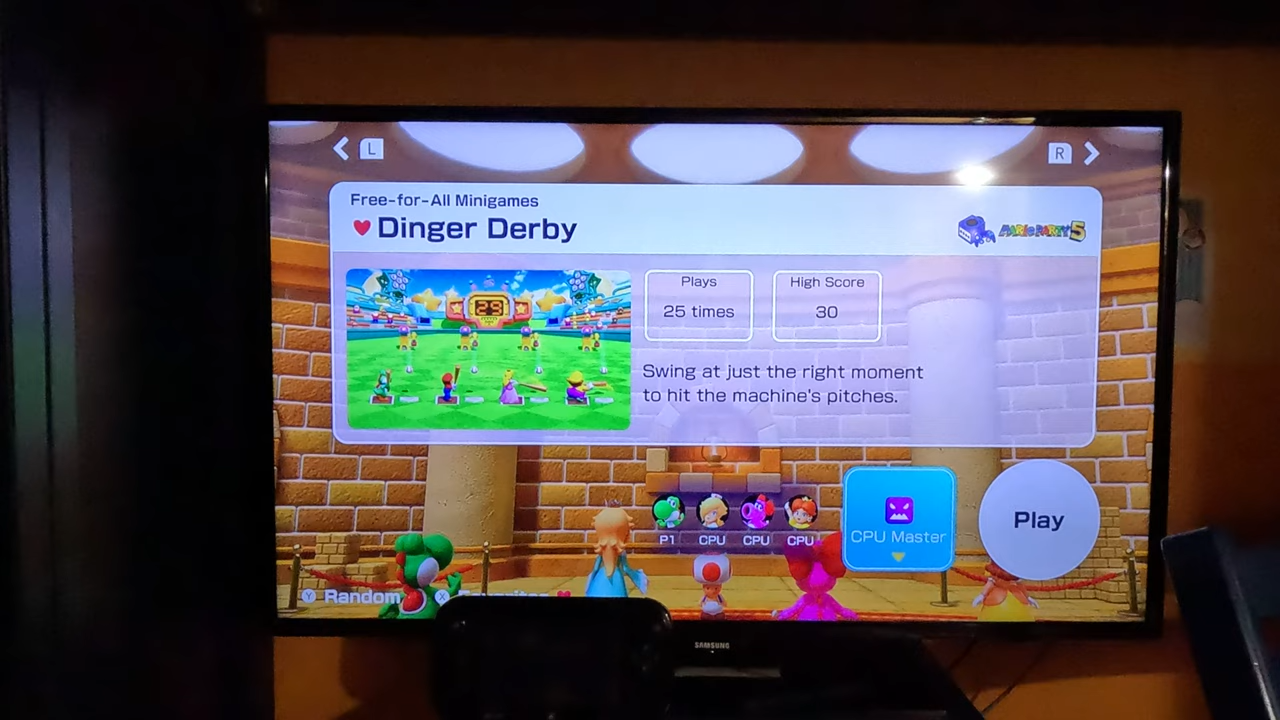 L
R
Free-for-All Minigames
Dinger Derby
MARIO PARTY 5
Plays
25 times
High Score
30
29
Swing at just the right moment
to hit the machine's pitches.
P1 CPU CPU CPU
CPU Master
Play
Y Random X
SAMSUNG